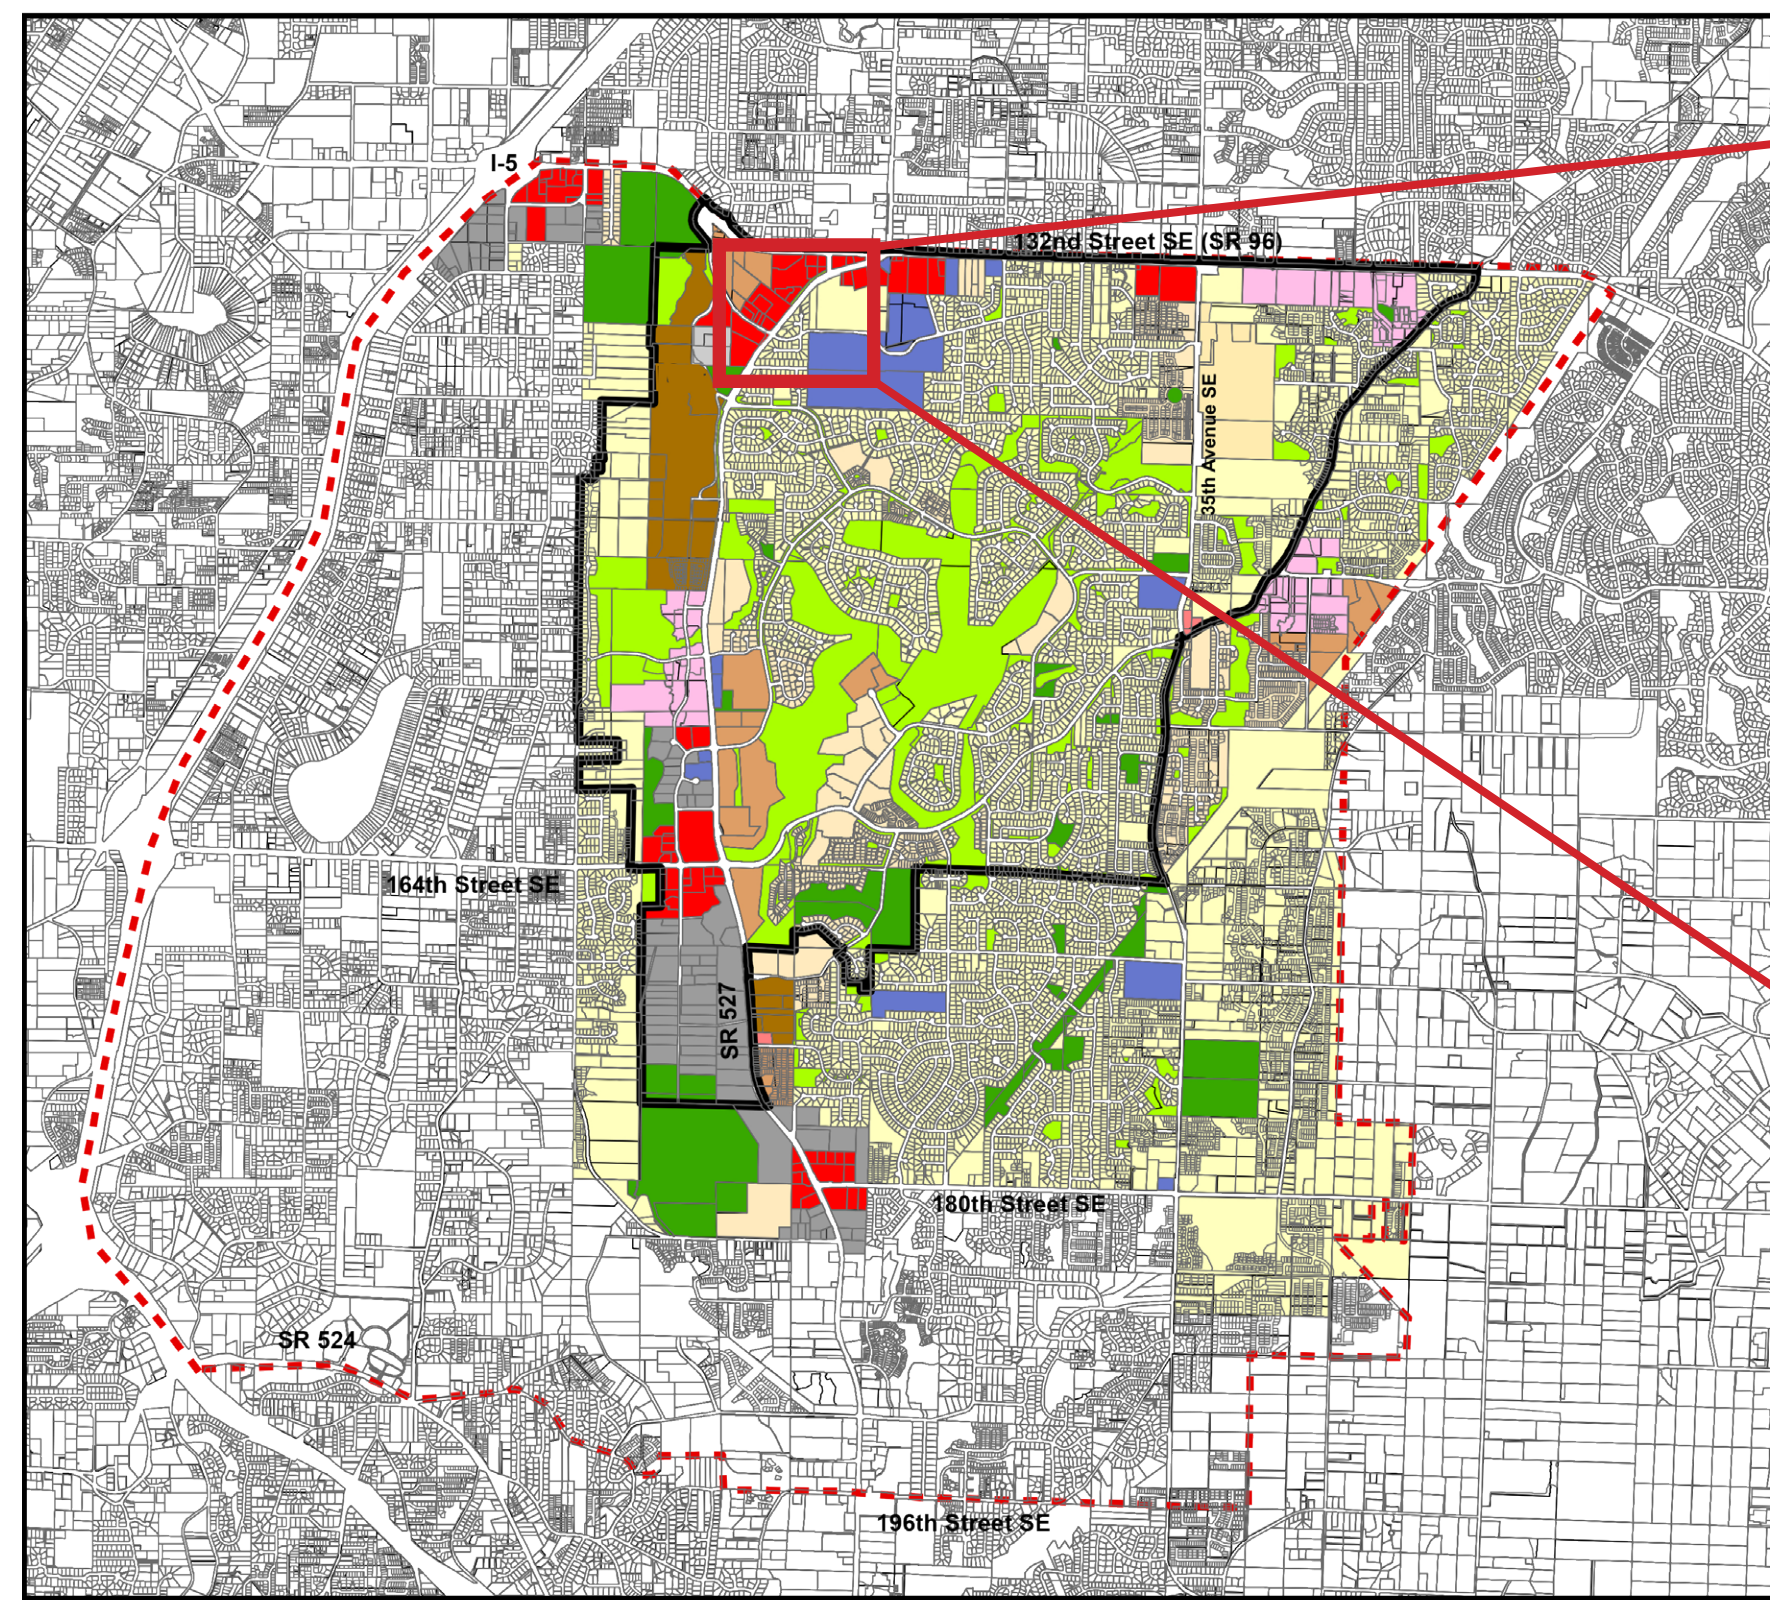 I-5
132nd Street SE (SR 96)
35th Avenue SE
164th Street SE
SR 527
180th Street SE
SR 524
196th Street SE